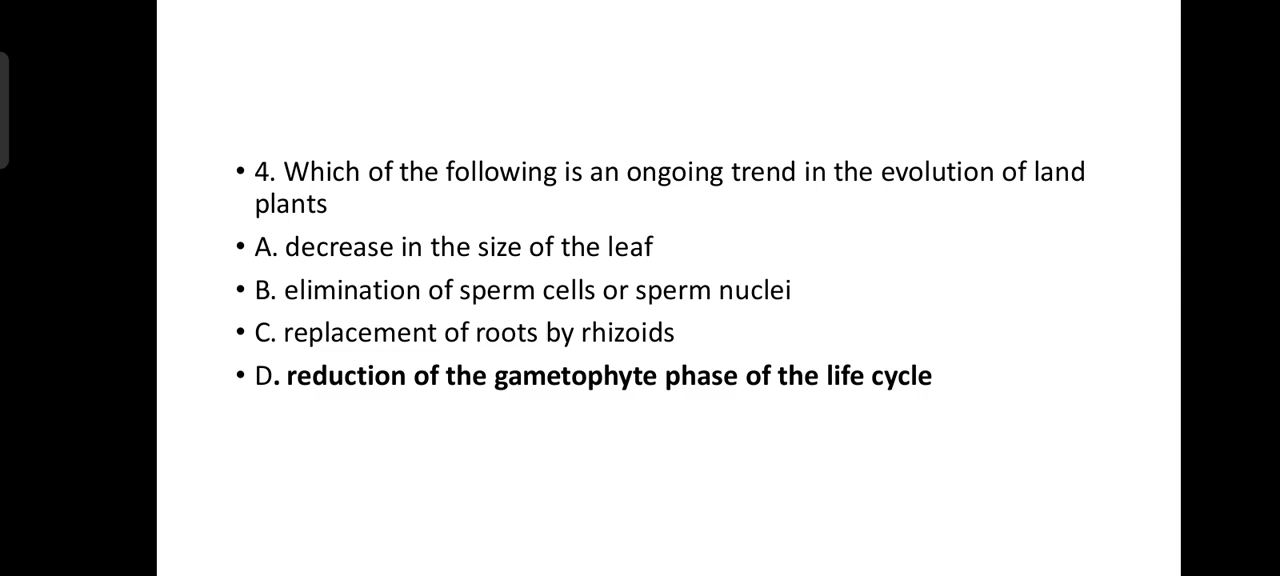 • 4. Which of the following is an ongoing trend in the evolution of land
plants
• A. decrease in the size of the leaf
• B. elimination of sperm cells or sperm nuclei
• C. replacement of roots by rhizoids
• D. reduction of the gametophyte phase of the life cycle